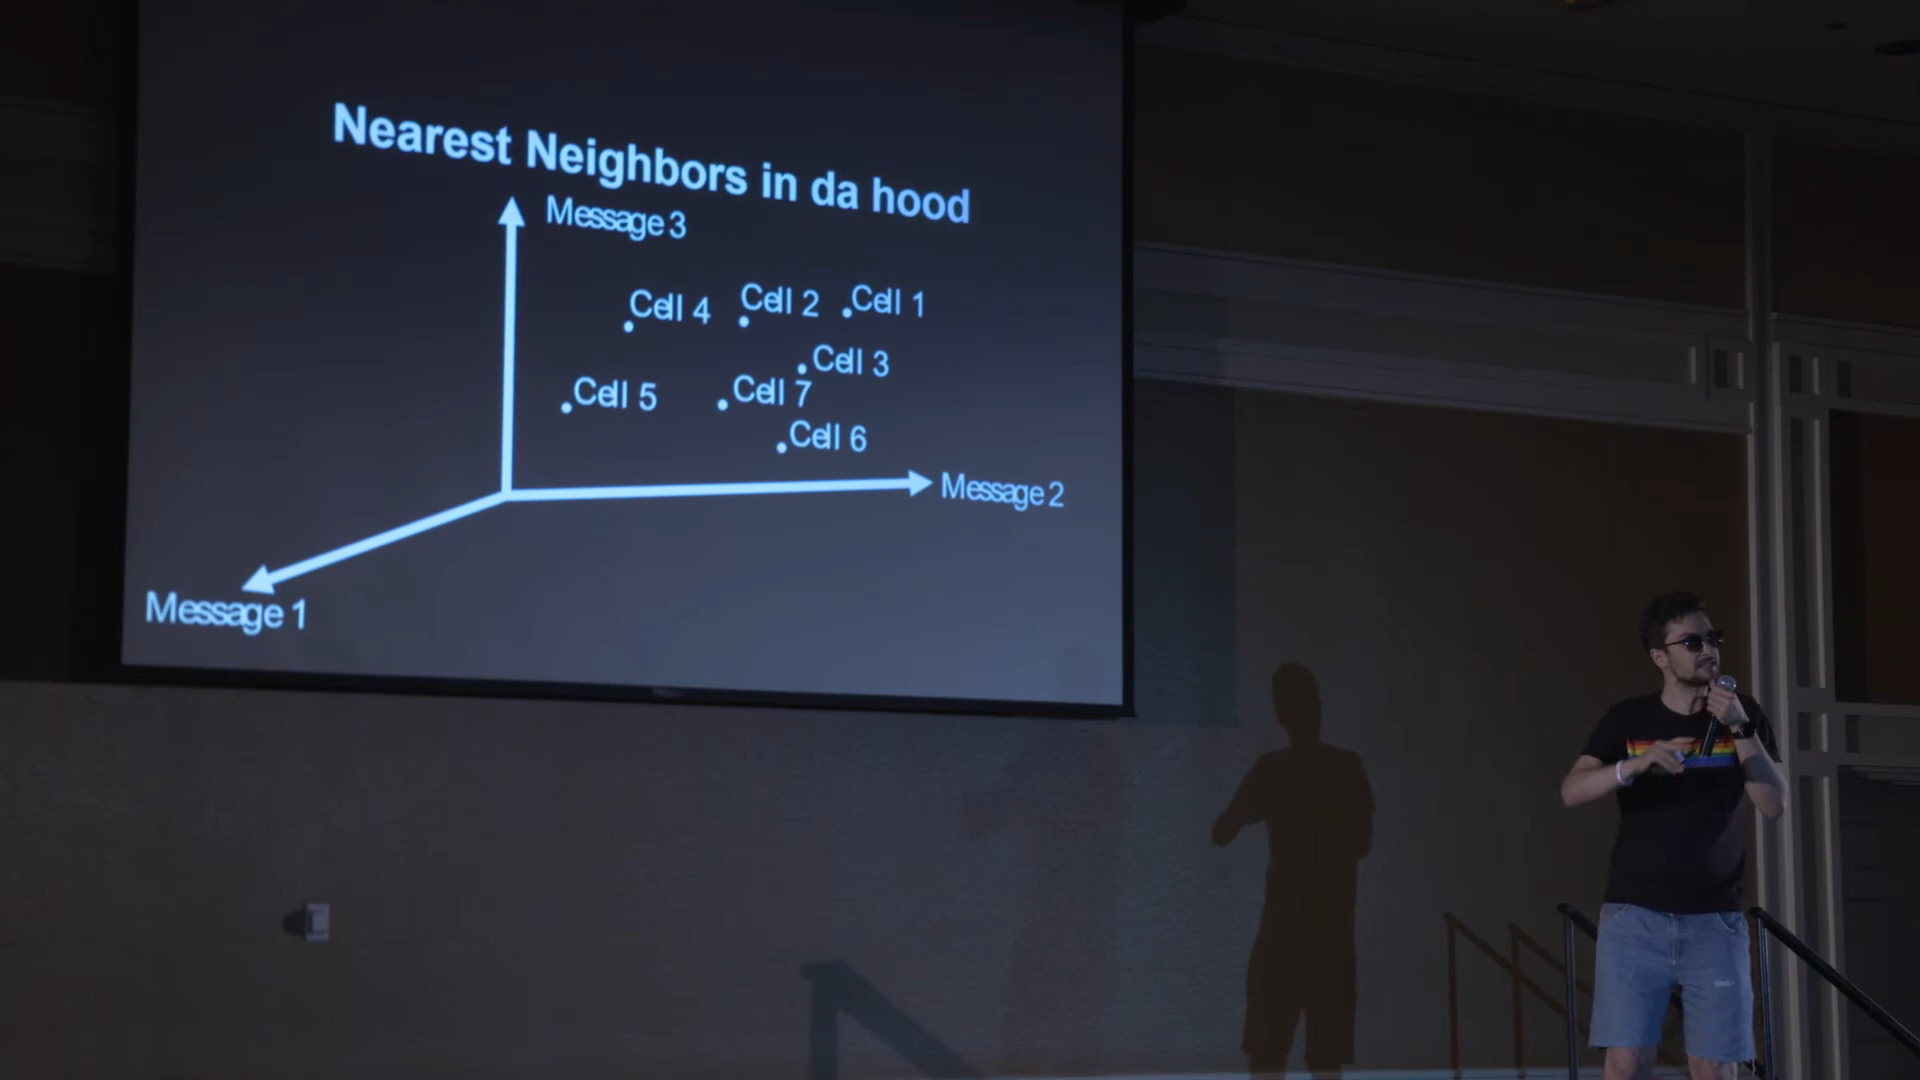 Nearest Neighbors in da hood
Message 3
Cell 4
Cell 2
Cell 1
Cell 3
Cell 5
Cell 7
Cell 6
Message 2
Message 1